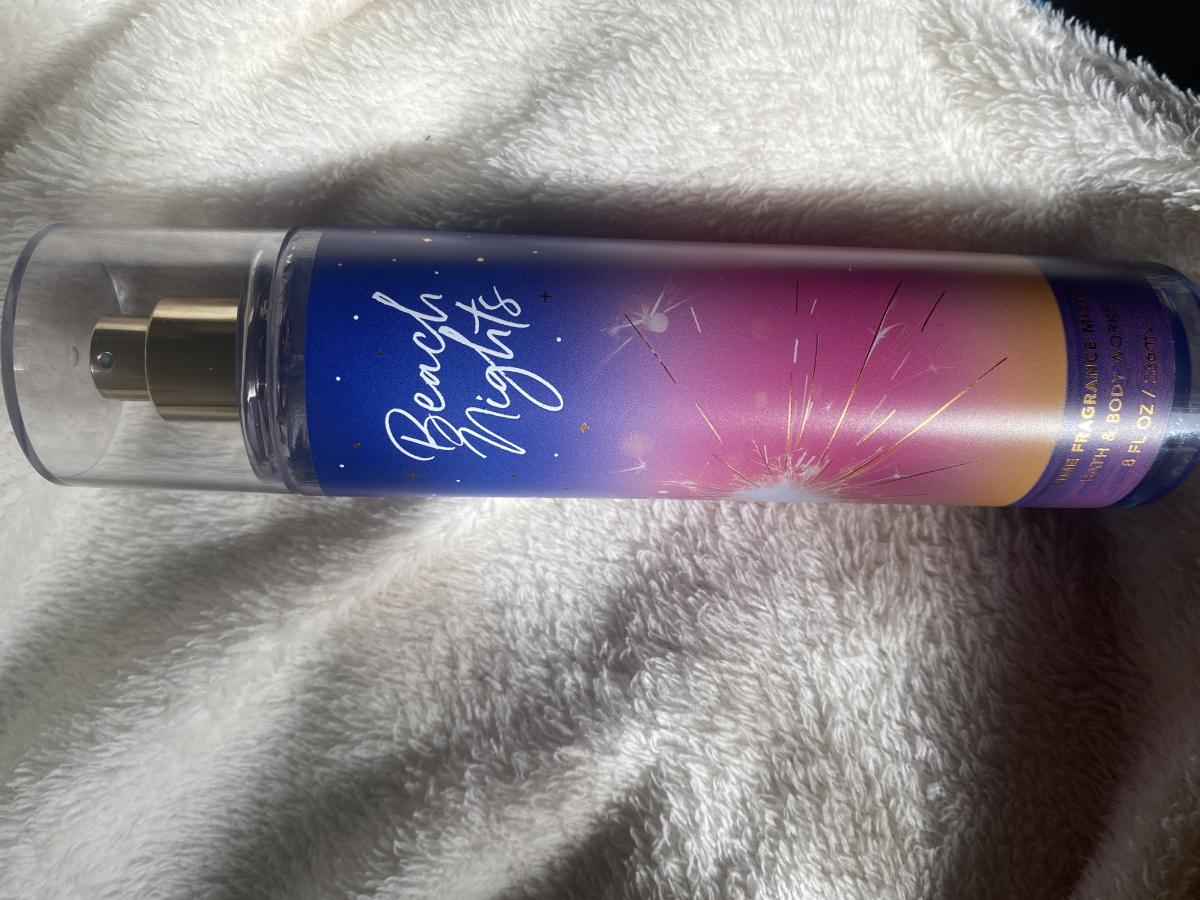 Beach
Nights
FINE FRAGRANCE MIST
BATH & BODY WORKS
8 FL OZ / 236 mL